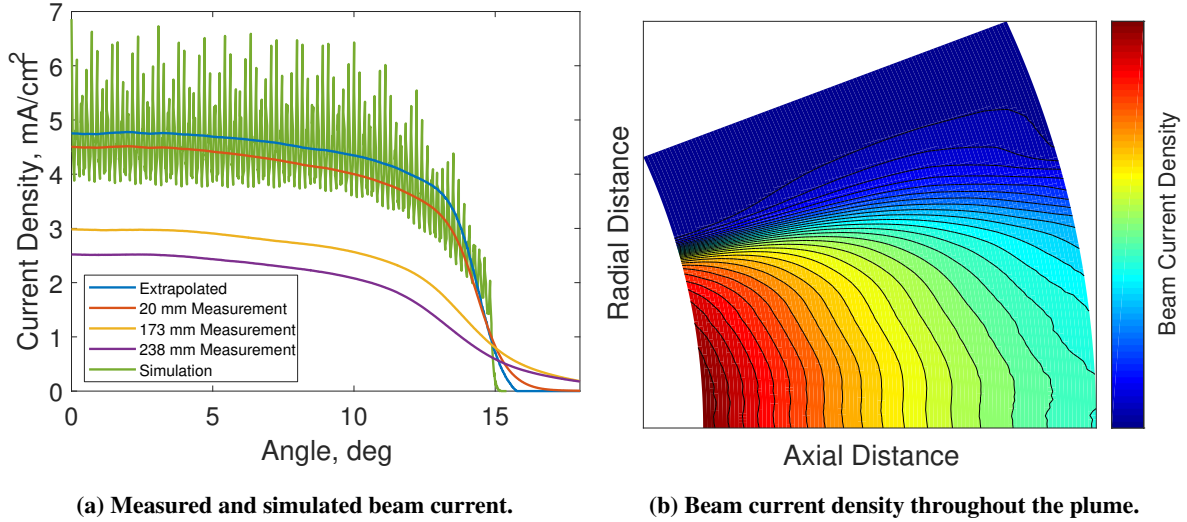 7
6
5
4
3
2
1
0
Current Density, mA/cm²
Extrapolated
20 mm Measurement
173 mm Measurement
238 mm Measurement
Simulation
0 5 10 15
Angle, deg
(a) Measured and simulated beam current.
Radial Distance
Axial Distance
Beam Current Density
(b) Beam current density throughout the plume.